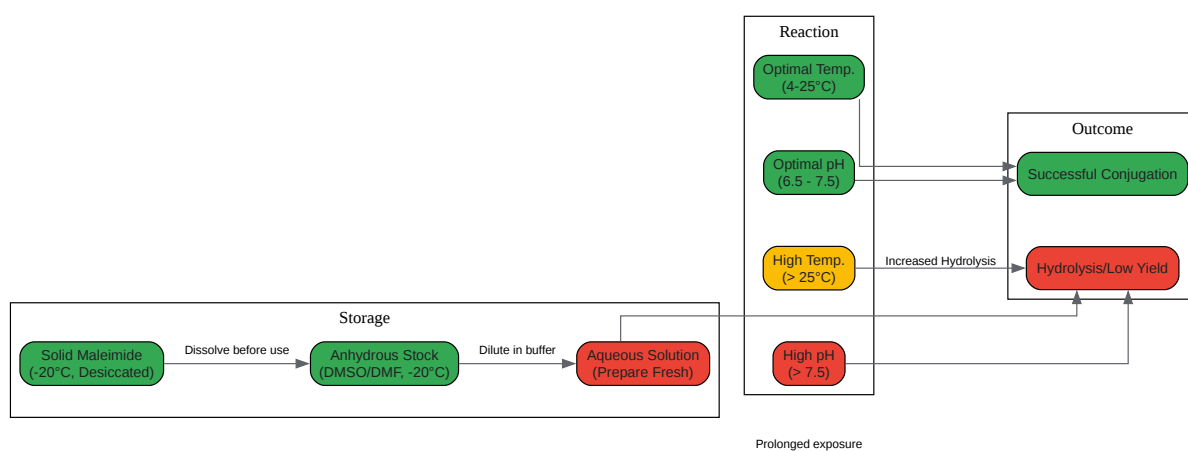 Reaction
Optimal Temp.
(4-25°C)
Optimal pH
(6.5 - 7.5)
High Temp.
(> 25°C)
High pH
(> 7.5)
Increased Hydrolysis
Outcome
Successful Conjugation
Hydrolysis/Low Yield
Storage
Solid Maleimide
(-20°C, Desiccated)
Dissolve before use
Anhydrous Stock
(DMSO/DMF, -20°C)
Dilute in buffer
Aqueous Solution
(Prepare Fresh)
Prolonged exposure